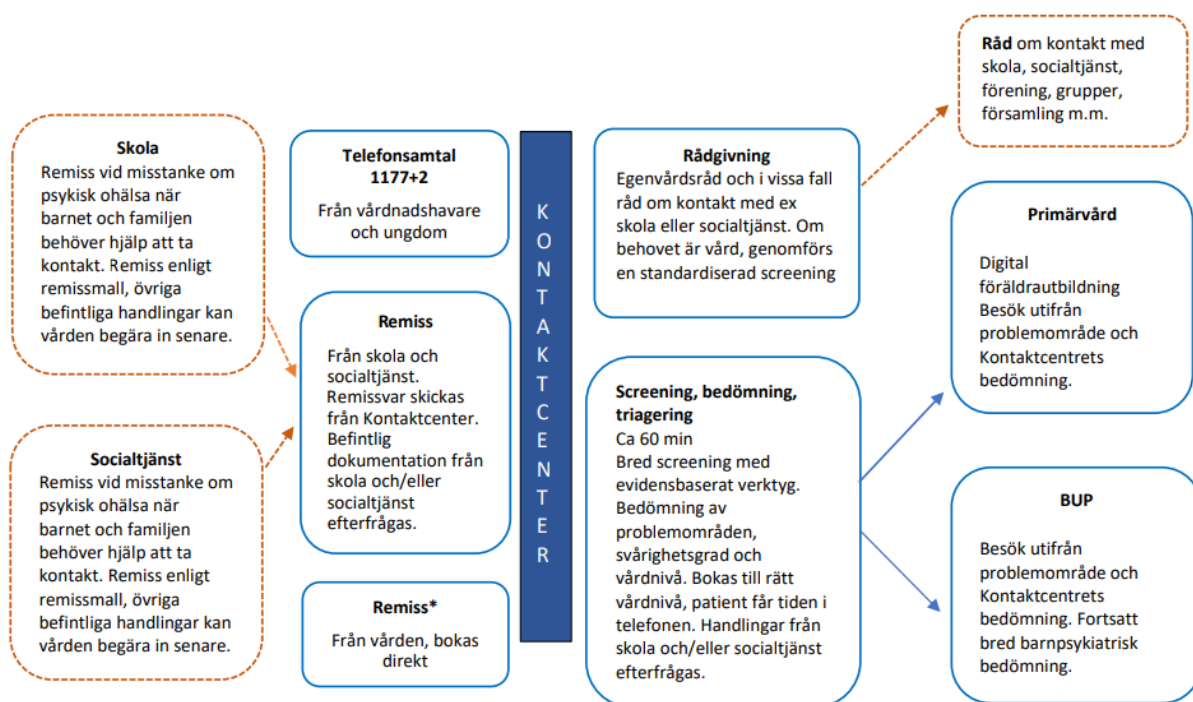 Skola
Remiss vid misstanke om
psykisk ohälsa när
barnet och familjen
behöver hjälp att ta
kontakt. Remiss enligt
remissmall, övriga
befintliga handlingar kan
vården begära in senare.
Socialtjänst
Remiss vid misstanke om
psykisk ohälsa när
barnet och familjen
behöver hjälp att ta
kontakt. Remiss enligt
remissmall, övriga
befintliga handlingar kan
vården begära in senare.
Telefonsamtal
1177+2
Från vårdnadshavare
och ungdom
Remiss
Från skola och
socialtjänst.
Remissvar skickas
från Kontaktcenter.
Befintlig
dokumentation från
skola och/eller
socialtjänst
efterfrågas.
Remiss*
Från vården, bokas
direkt
K
O
N
T
A
K
T
C
E
N
T
E
R
Rådgivning
Egenvårdsråd och i vissa fall
råd om kontakt med ex
skola eller socialtjänst. Om
behovet är vård, genomförs
en standardiserad screening
Screening, bedömning,
triagering
Ca 60 min
Bred screening med
evidensbaserat verktyg.
Bedömning av
problemområden,
svårighetsgrad och
vårdnivå. Bokas till rätt
vårdnivå, patient får tiden i
telefonen. Handlingar från
skola och/eller socialtjänst
efterfrågas.
Råd om kontakt med
skola, socialtjänst,
förening, grupper,
församling m.m.
Primärvård
Digital
föräldrautbildning
Besök utifrån
problemområde och
Kontaktcentrets
bedömning.
BUP
Besök utifrån
problemområde och
Kontaktcentrets
bedömning. Fortsatt
bred barnpsykiatrisk
bedömning.